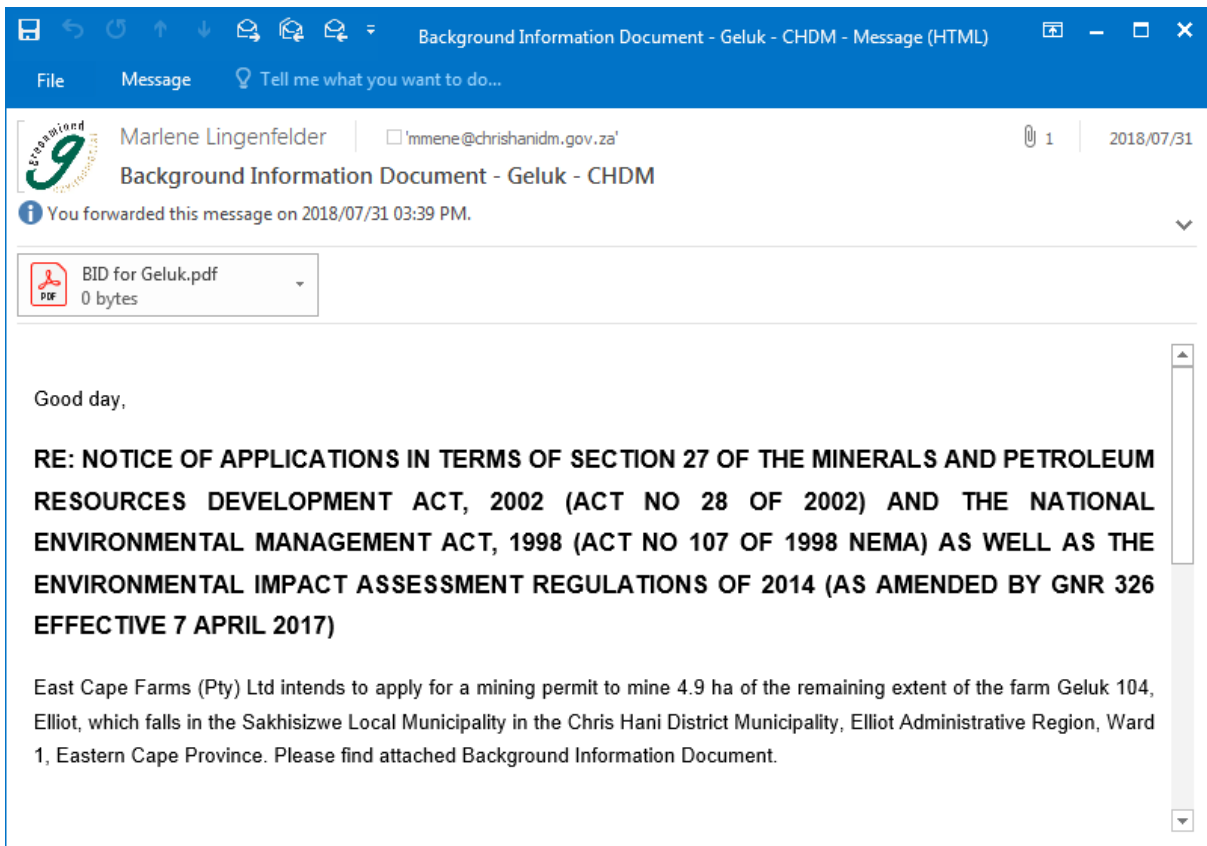 Background Information Document - Geluk - CHDM - Message (HTML)
File Message Tell me what you want to do...
Marlene Lingenfelder 'mmene@chrishanidm.gov.za' 1 2018/07/31
Background Information Document - Geluk - CHDM
You forwarded this message on 2018/07/31 03:39 PM.
BID for Geluk.pdf
PDF 0 bytes
Good day,
RE: NOTICE OF APPLICATIONS IN TERMS OF SECTION 27 OF THE MINERALS AND PETROLEUM
RESOURCES DEVELOPMENT ACT, 2002 (ACT NO 28 OF 2002) AND THE NATIONAL
ENVIRONMENTAL MANAGEMENT ACT, 1998 (ACT NO 107 OF 1998 NEMA) AS WELL AS THE
ENVIRONMENTAL IMPACT ASSESSMENT REGULATIONS OF 2014 (AS AMENDED BY GNR 326
EFFECTIVE 7 APRIL 2017)
East Cape Farms (Pty) Ltd intends to apply for a mining permit to mine 4.9 ha of the remaining extent of the farm Geluk 104,
Elliot, which falls in the Sakhisizwe Local Municipality in the Chris Hani District Municipality, Elliot Administrative Region, Ward
1, Eastern Cape Province. Please find attached Background Information Document.